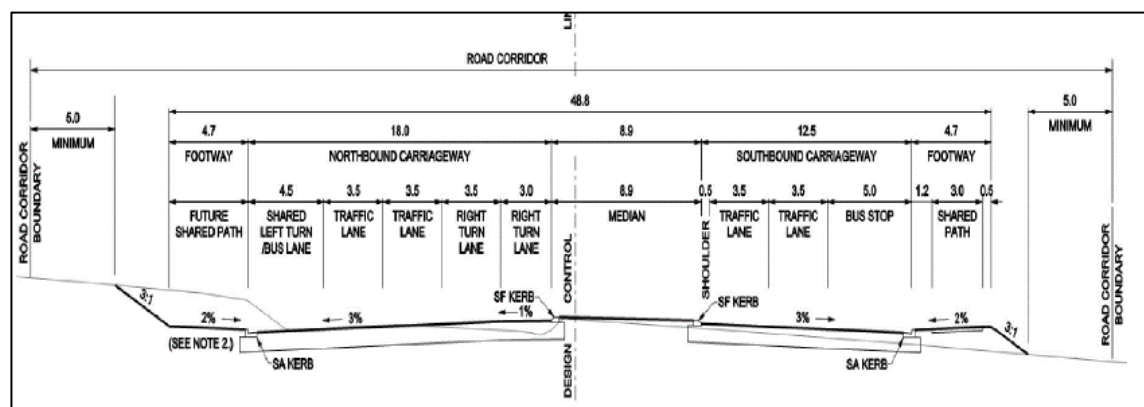 LIN
ROAD CORRIDOR
5.0
48.8
5.0
MINIMUM
4.7
18.0
8.9
12.5
4.7
MINIMUM
FOOTWAY
NORTHBOUND CARRIAGEWAY
SOUTHBOUND CARRIAGEWAY
FOOTWAY
4.5
3.5
3.5
3.5
3.0
8.9
0.5
3.5
3.5
5.0
1.2
3.0
0.5
FUTURE
SHARED PATH
SHARED
LEFT TURN
/BUS LANE
TRAFFIC
LANE
TRAFFIC
LANE
RIGHT
TURN
LANE
RIGHT
TURN
LANE
MEDIAN
SHOULDER
TRAFFIC
LANE
TRAFFIC
LANE
BUS STOP
SHARED
PATH
ROAD CORRIDOR
BOUNDARY
ROAD CORRIDOR
BOUNDARY
DESIGN CONTROL
SF KERB
SF KERB
3:1
2%
3%
1%
3%
2%
3:1
(SEE NOTE 2.)
SA KERB
SA KERB